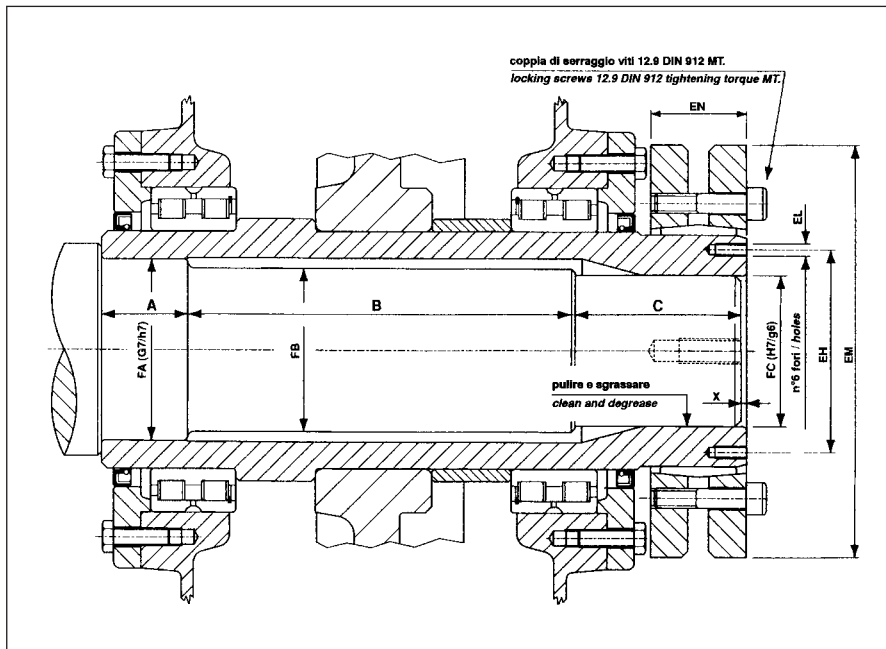 coppia di serraggio viti 12.9 DIN 912 MT.
locking screws 12.9 DIN 912 tightening torque MT.
EN
EL
A
B
C
FA (G7/h7)
FB
FC (H7/g6)
n°6 fori / holes
EH
EM
pulire e sgrassare
clean and degrease
X